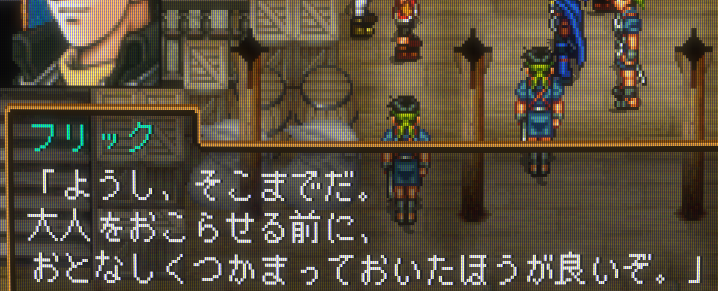 フリック
「ようし、そこまでだ。
大人をおこらせる前に、
おとなしくつかまっておいたほうが良いぞ。」